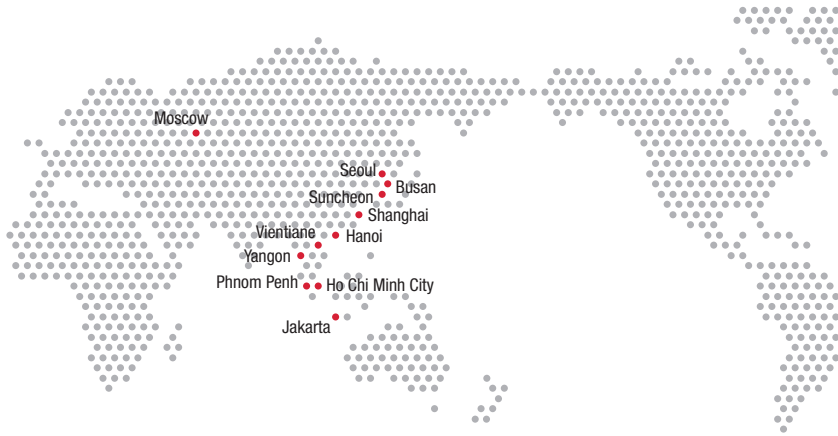 Moscow
Seoul
Busan
Suncheon
Shanghai
Vientiane
Hanoi
Yangon
Phnom Penh
Ho Chi Minh City
Jakarta